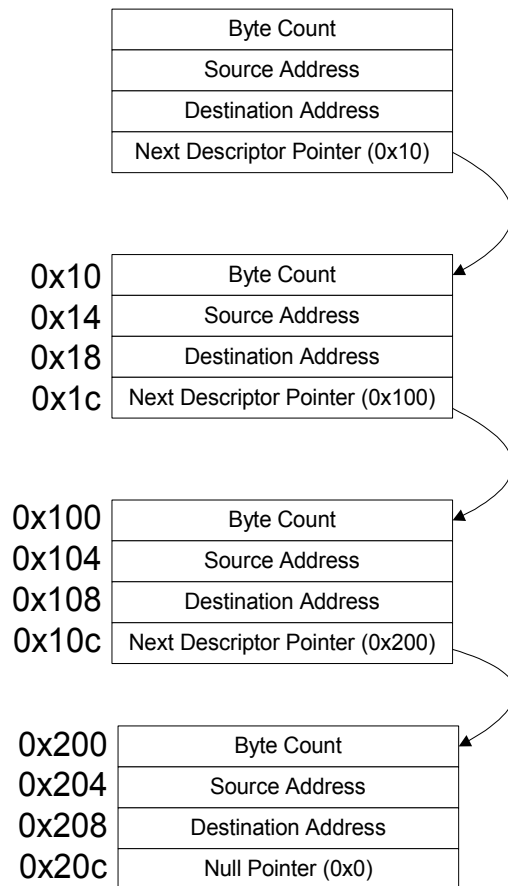 Byte Count
Source Address
Destination Address
Next Descriptor Pointer (0x10)
0x10 Byte Count
0x14 Source Address
0x18 Destination Address
0x1c Next Descriptor Pointer (0x100)
0x100 Byte Count
0x104 Source Address
0x108 Destination Address
0x10c Next Descriptor Pointer (0x200)
0x200 Byte Count
0x204 Source Address
0x208 Destination Address
0x20c Null Pointer (0x0)